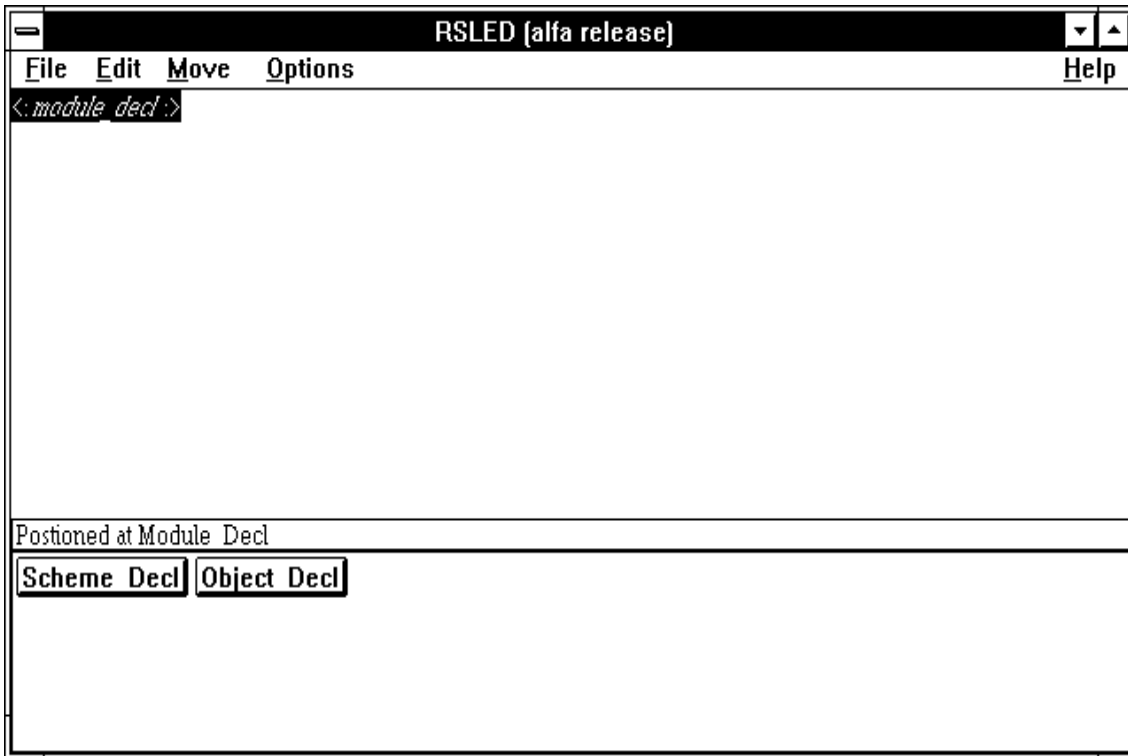 RSLED (alfa release)
File Edit Move Options Help
<: module_decl :>
Postioned at Module Decl
Scheme Decl Object Decl